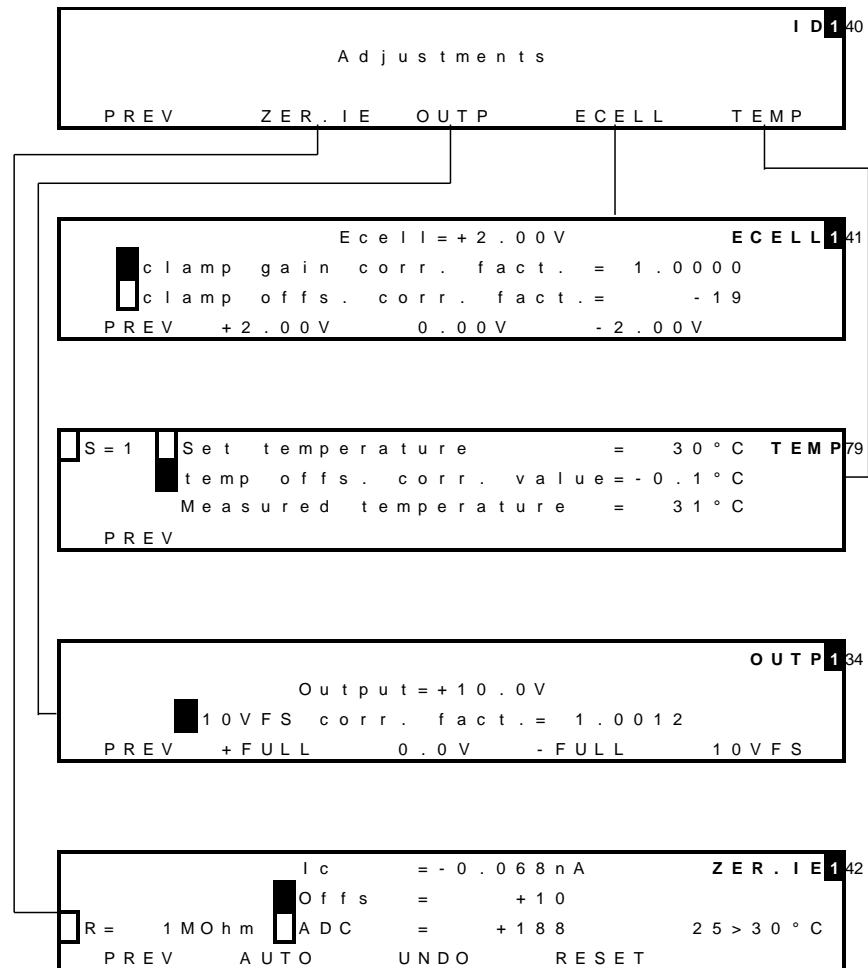 ID 1 40
Adjustments
PREV ZER.IE OUTP ECELL TEMP
Ecell=+2.00V ECELL 1 41
clamp gain corr. fact. = 1.0000
clamp offs. corr. fact.= -19
PREV +2.00V 0.00V -2.00V
S=1 Set temperature = 30°C TEMP 79
temp offs. corr. value=-0.1°C
Measured temperature = 31°C
PREV
OUTP 1 34
Output=+10.0V
10VFS corr. fact.= 1.0012
PREV +FULL 0.0V -FULL 10VFS
Ic =-0.068nA ZER.IE 1 42
Offs = +10
R= 1MOhm ADC = +188 25>30°C
PREV AUTO UNDO RESET